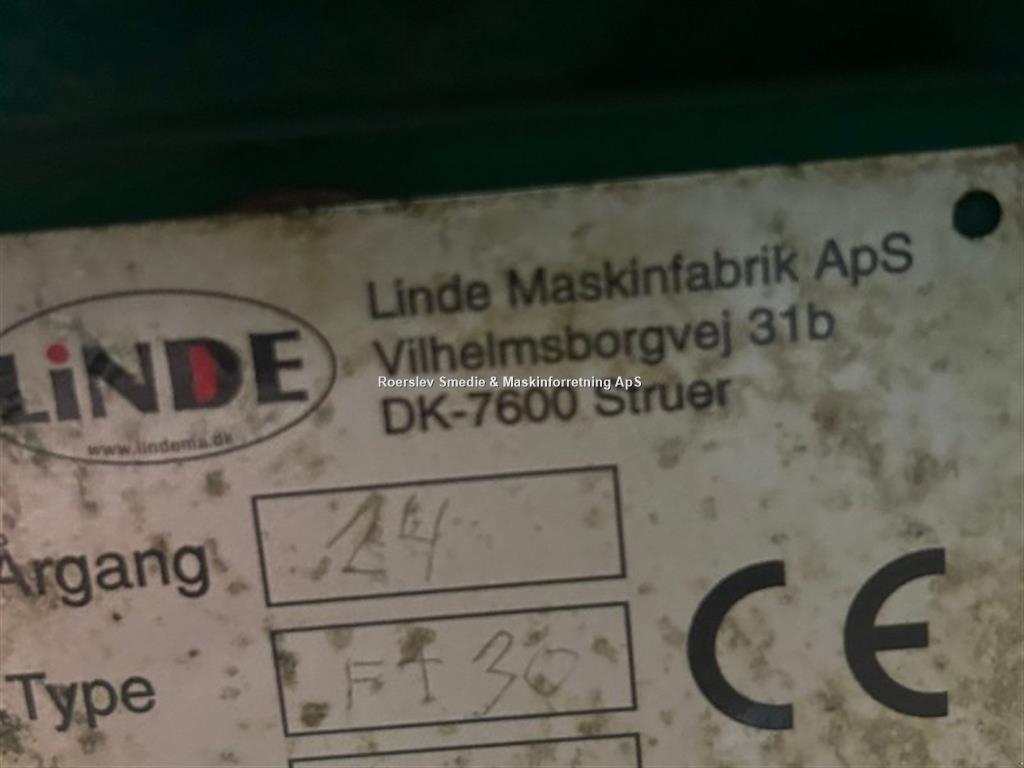 LiNDE
www.lindema.dk
Linde Maskinfabrik ApS
Vilhelmsborgvej 31b
DK-7600 Struer
Roerslev Smedie & Maskinforretning ApS
Årgang 14
Type FT 30
CE